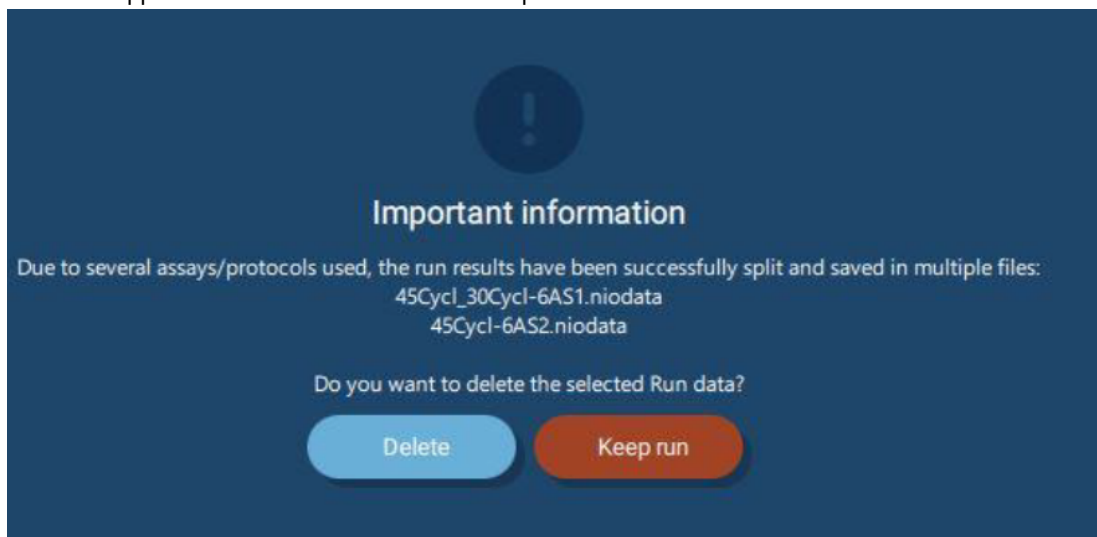 Important information
Due to several assays/protocols used, the run results have been successfully split and saved in multiple files:
45Cycl_30Cycl-6AS1.niodata
45Cycl-6AS2.niodata
Do you want to delete the selected Run data?
Delete
Keep run